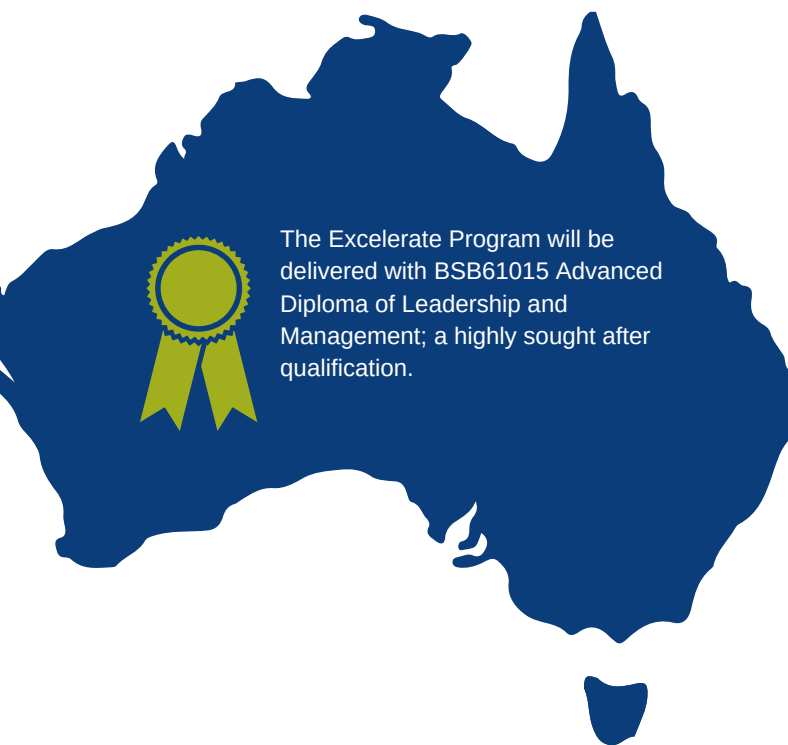 The Excelerate Program will be
delivered with BSB61015 Advanced
Diploma of Leadership and
Management; a highly sought after
qualification.